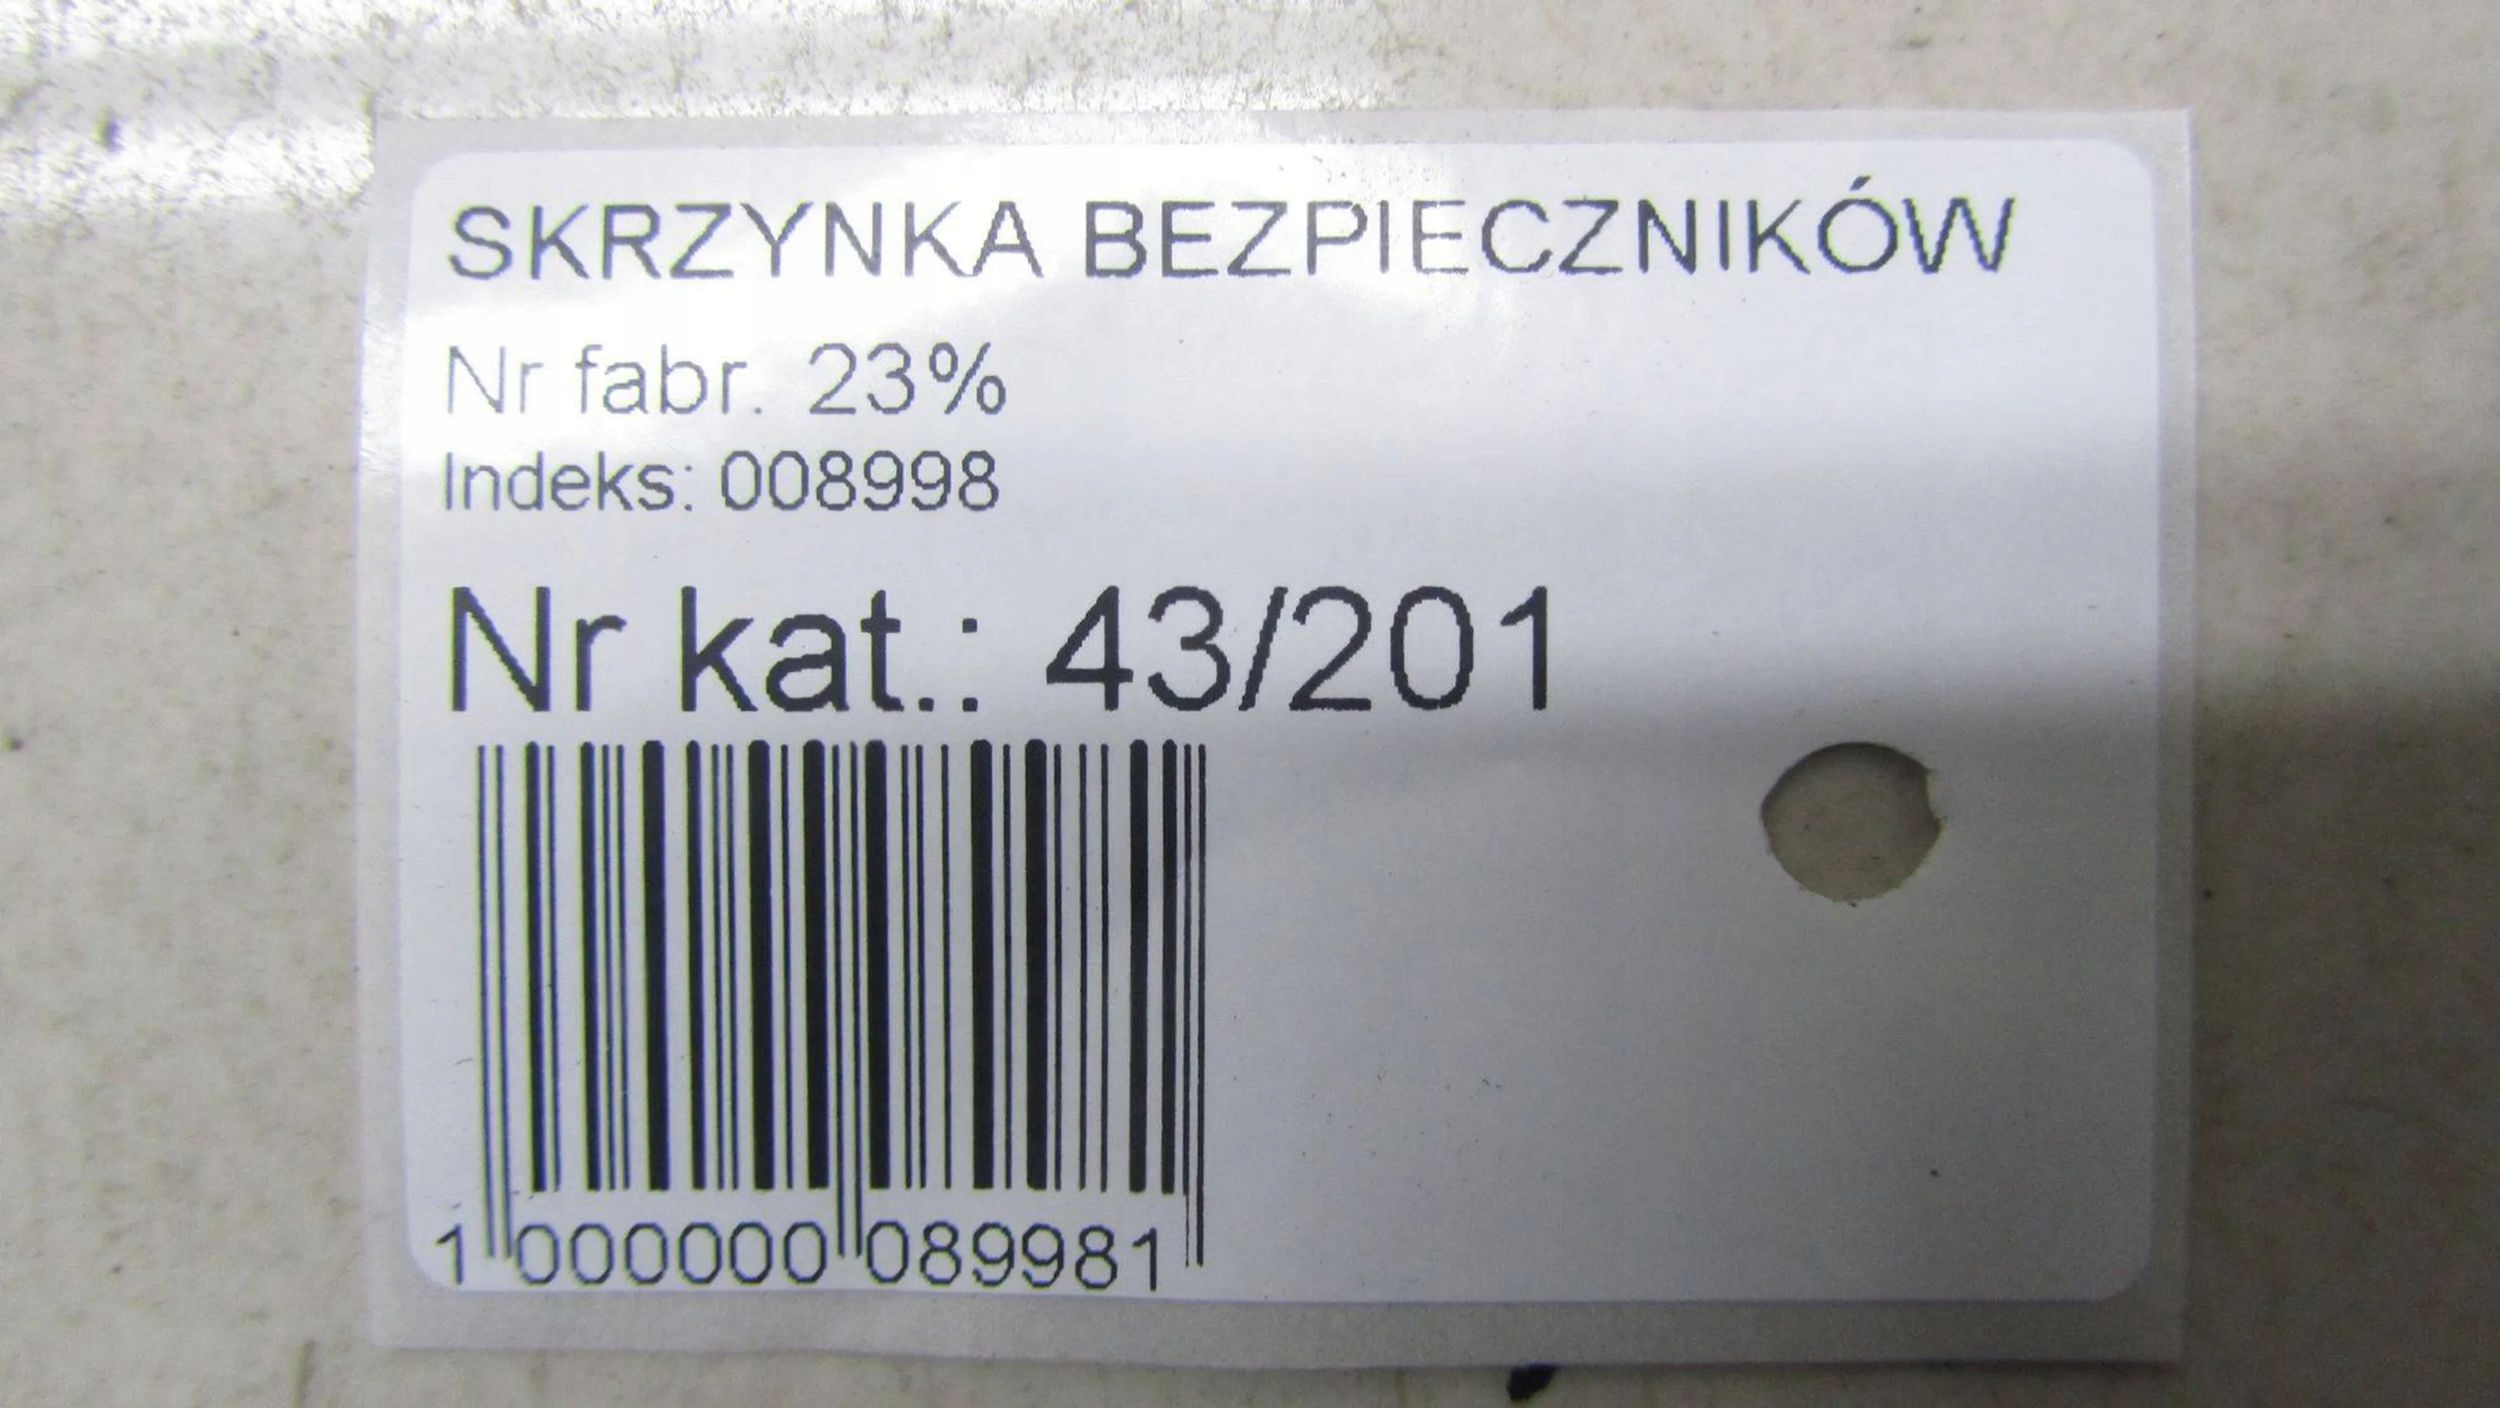 SKRZYNKA BEZPIECZNIKÓW
Nr fabr. 23%
Indeks: 008998
Nr kat.: 43/201
1 000000 089981